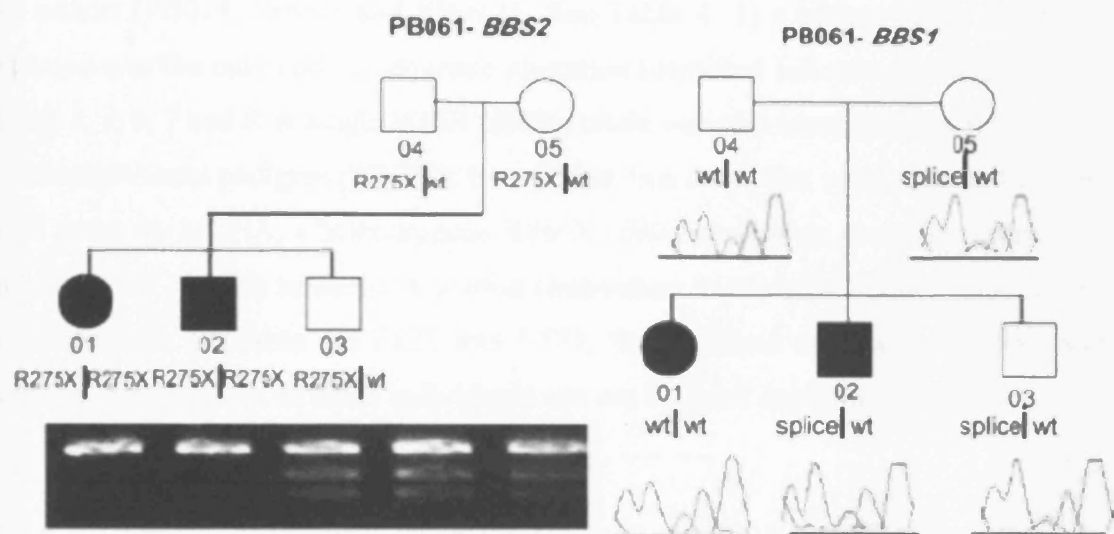 PB061- BBS2
04
R275X|wt
05
R275X|wt
01
R275X|R275X
02
R275X|R275X
03
R275X|wt
PB061- BBS1
04
wt|wt
05
splice|wt
01
wt|wt
02
splice|wt
03
splice|wt